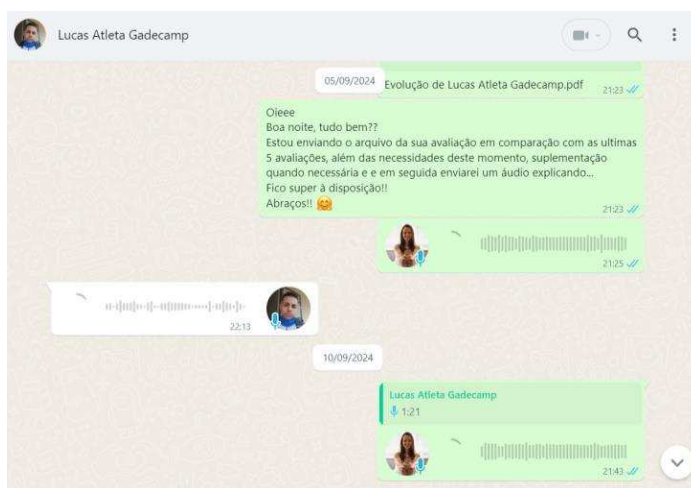 Lucas Atleta Gadecamp
05/09/2024
Evolução de Lucas Atleta Gadecamp.pdf
21:23
Oieee
Boa noite, tudo bem??
Estou enviando o arquivo da sua avaliação em comparação com as ultimas
5 avaliações, além das necessidades deste momento, suplementação
quando necessária e e em seguida enviarei um áudio explicando...
Fico super à disposição!!
Abraços!!
21:23
21:25
22:13
10/09/2024
Lucas Atleta Gadecamp
1:21
21:43